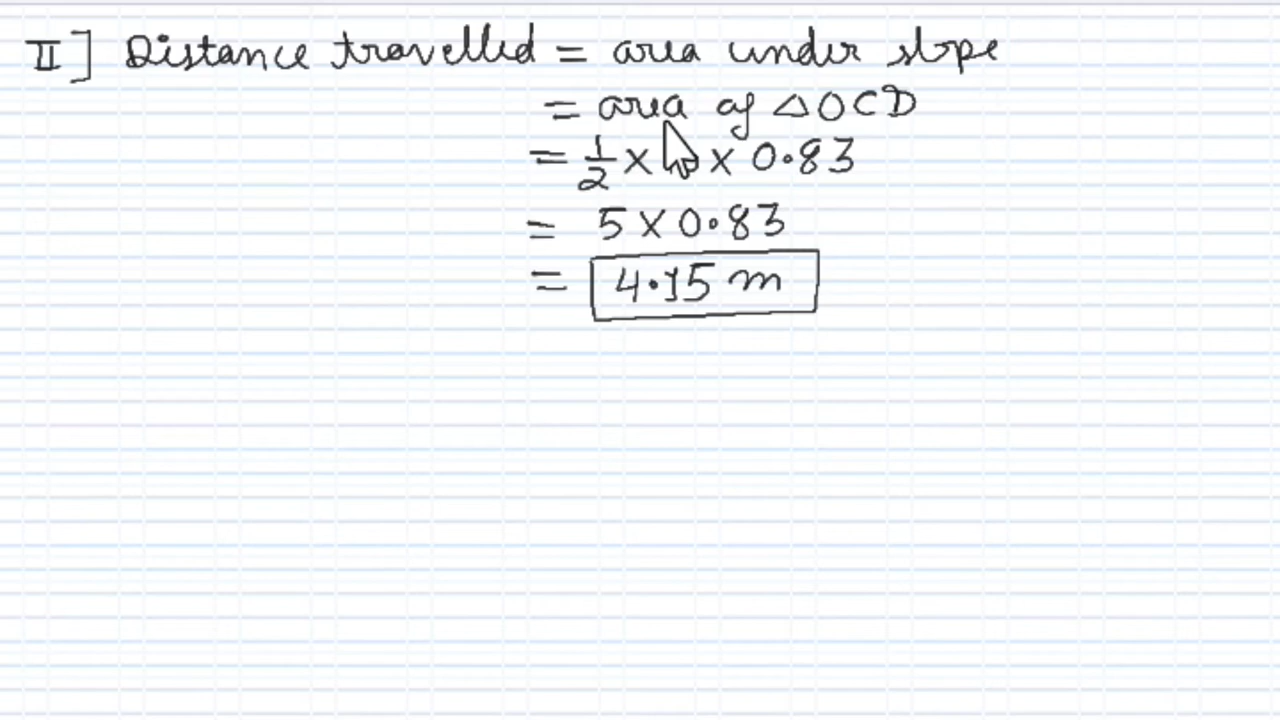 II] Distance travelled = area under slope
= area of △OCD
= 1/2 × × 0.83
= 5 × 0.83
= 4.15 m